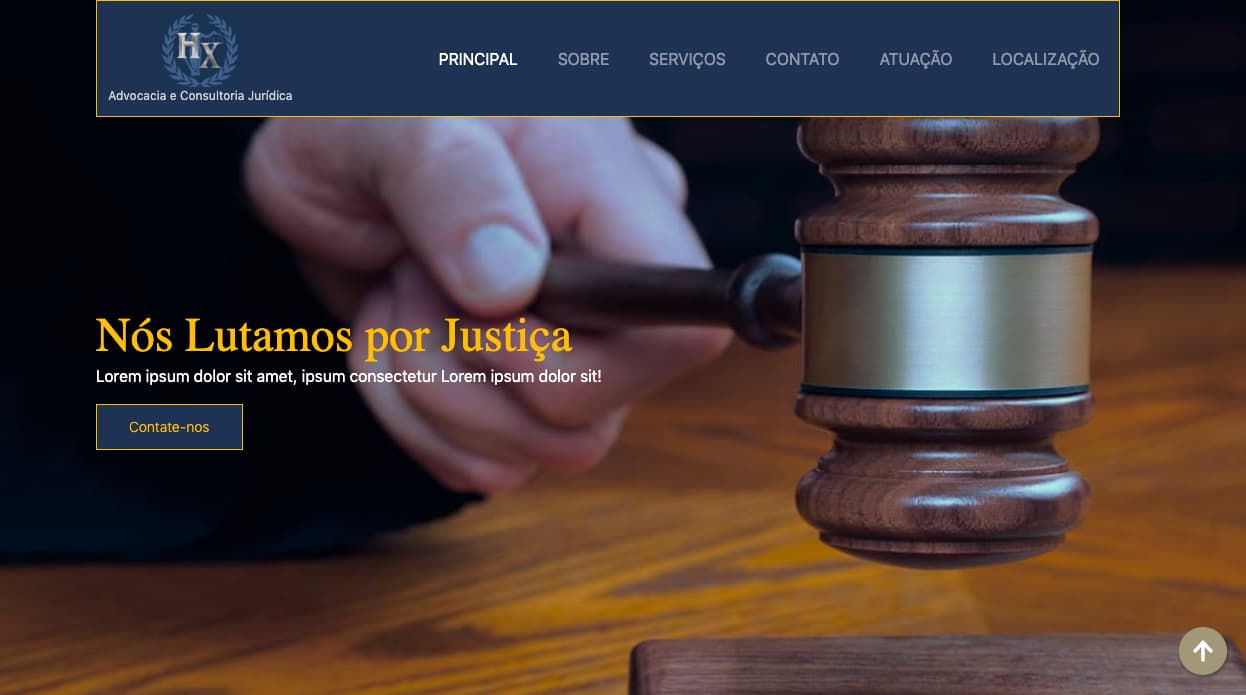 HX
Advocacia e Consultoria Jurídica
PRINCIPAL SOBRE SERVIÇOS CONTATO ATUAÇÃO LOCALIZAÇÃO
Nós Lutamos por Justiça
Lorem ipsum dolor sit amet, ipsum consectetur Lorem ipsum dolor sit!
Contate-nos